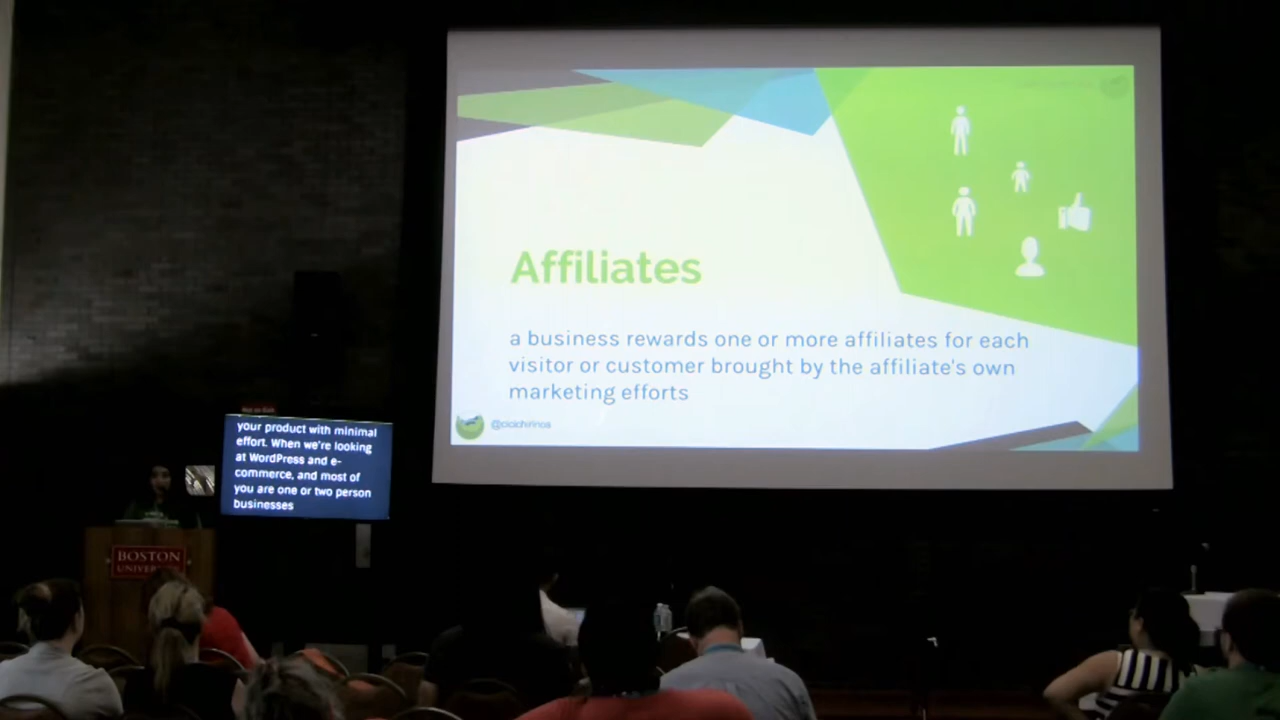 Affiliates
a business rewards one or more affiliates for each
visitor or customer brought by the affiliate's own
marketing efforts
your product with minimal
effort. When we're looking
at WordPress and e-
commerce, and most of
you are one or two person
businesses
BOSTON
UNIVERSITY